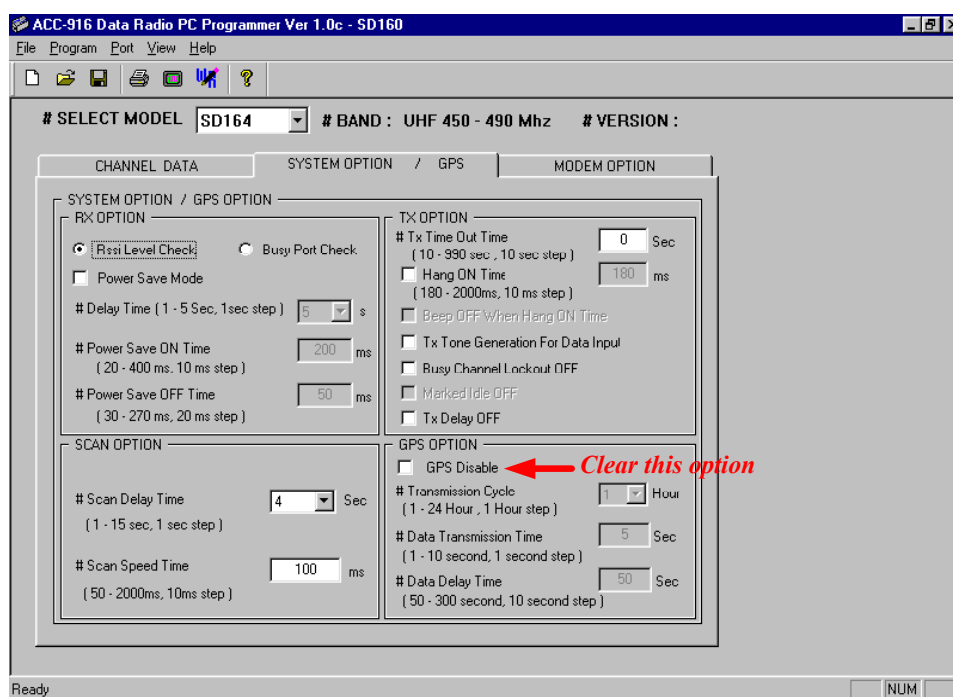 ACC-916 Data Radio PC Programmer Ver 1.0c - SD160
File Program Port View Help
# SELECT MODEL SD164 # BAND : UHF 450 - 490 Mhz # VERSION :
CHANNEL DATA SYSTEM OPTION / GPS MODEM OPTION
SYSTEM OPTION / GPS OPTION
RX OPTION
Rssi Level Check Busy Port Check
Power Save Mode
# Delay Time ( 1 - 5 Sec, 1sec step ) 5 s
# Power Save ON Time 200 ms
( 20 - 400 ms. 10 ms step )
# Power Save OFF Time 50 ms
( 30 - 270 ms, 20 ms step )
TX OPTION
# Tx Time Out Time 0 Sec
( 10 - 990 sec , 10 sec step )
Hang ON Time 180 ms
( 180 - 2000ms, 10 ms step )
Beep OFF When Hang ON Time
Tx Tone Generation For Data Input
Busy Channel Lockout OFF
Marked Idle OFF
Tx Delay OFF
SCAN OPTION
# Scan Delay Time 4 Sec
( 1 - 15 sec, 1 sec step )
# Scan Speed Time 100 ms
( 50 - 2000ms, 10ms step )
GPS OPTION
GPS Disable Clear this option
# Transmission Cycle 1 Hour
( 1 - 24 Hour , 1 Hour step )
# Data Transmission Time 5 Sec
( 1 - 10 second, 1 second step )
# Data Delay Time 50 Sec
( 50 - 300 second, 10 second step )
Ready NUM